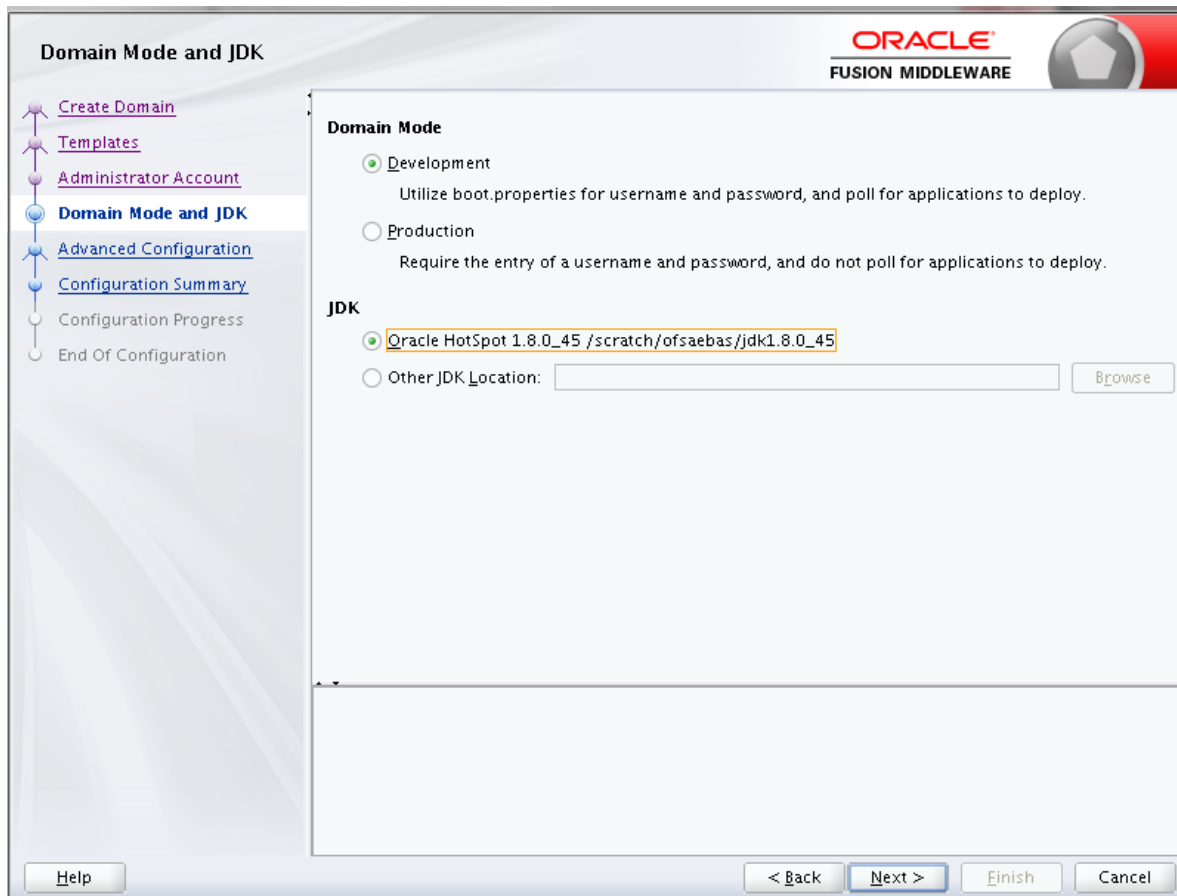 Domain Mode and JDK
ORACLE
FUSION MIDDLEWARE
Create Domain
Templates
Administrator Account
Domain Mode and JDK
Advanced Configuration
Configuration Summary
Configuration Progress
End Of Configuration
Domain Mode
Development
Utilize boot.properties for username and password, and poll for applications to deploy.
Production
Require the entry of a username and password, and do not poll for applications to deploy.
JDK
Oracle HotSpot 1.8.0_45 /scratch/ofsaebas/jdk1.8.0_45
Other JDK Location:
Browse
Help
< Back
Next >
Finish
Cancel